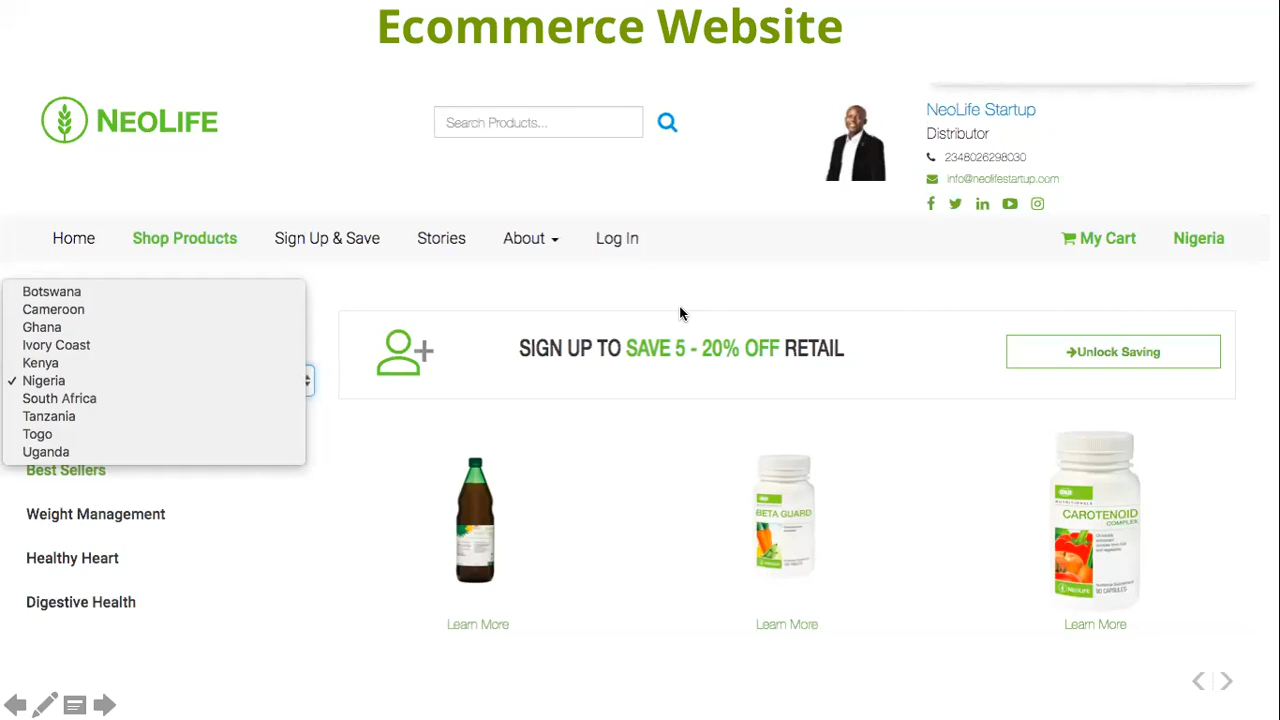 Ecommerce Website
NEOLIFE
Search Products...
NeoLife Startup
Distributor
2348026298030
info@neolifestartup.com
Home
Shop Products
Sign Up & Save
Stories
About
Log In
My Cart
Nigeria
Botswana
Cameroon
Ghana
Ivory Coast
Kenya
✓ Nigeria
South Africa
Tanzania
Togo
Uganda
SIGN UP TO SAVE 5 - 20% OFF RETAIL
→Unlock Saving
Best Sellers
Weight Management
Healthy Heart
Digestive Health
BETA GUARD
CAROTENOID
COMPLEX
NEOLIFE
90 CAPSULES
Learn More
Learn More
Learn More